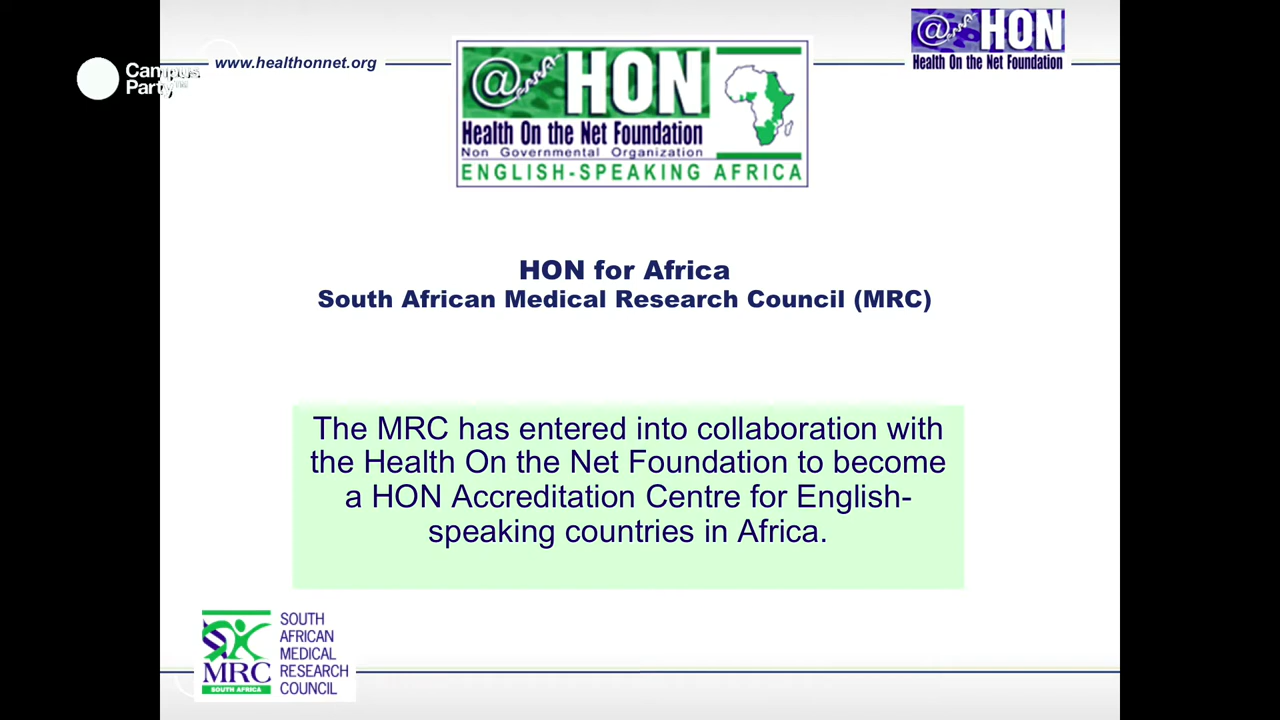 Campus
Party
www.healthonnet.org
@ HON
Health On the Net Foundation
Non Governmental Organization
ENGLISH-SPEAKING AFRICA
@ HON
Health On the Net Foundation
HON for Africa
South African Medical Research Council (MRC)
The MRC has entered into collaboration with
the Health On the Net Foundation to become
a HON Accreditation Centre for English-
speaking countries in Africa.
MRC
SOUTH AFRICA
SOUTH
AFRICAN
MEDICAL
RESEARCH
COUNCIL